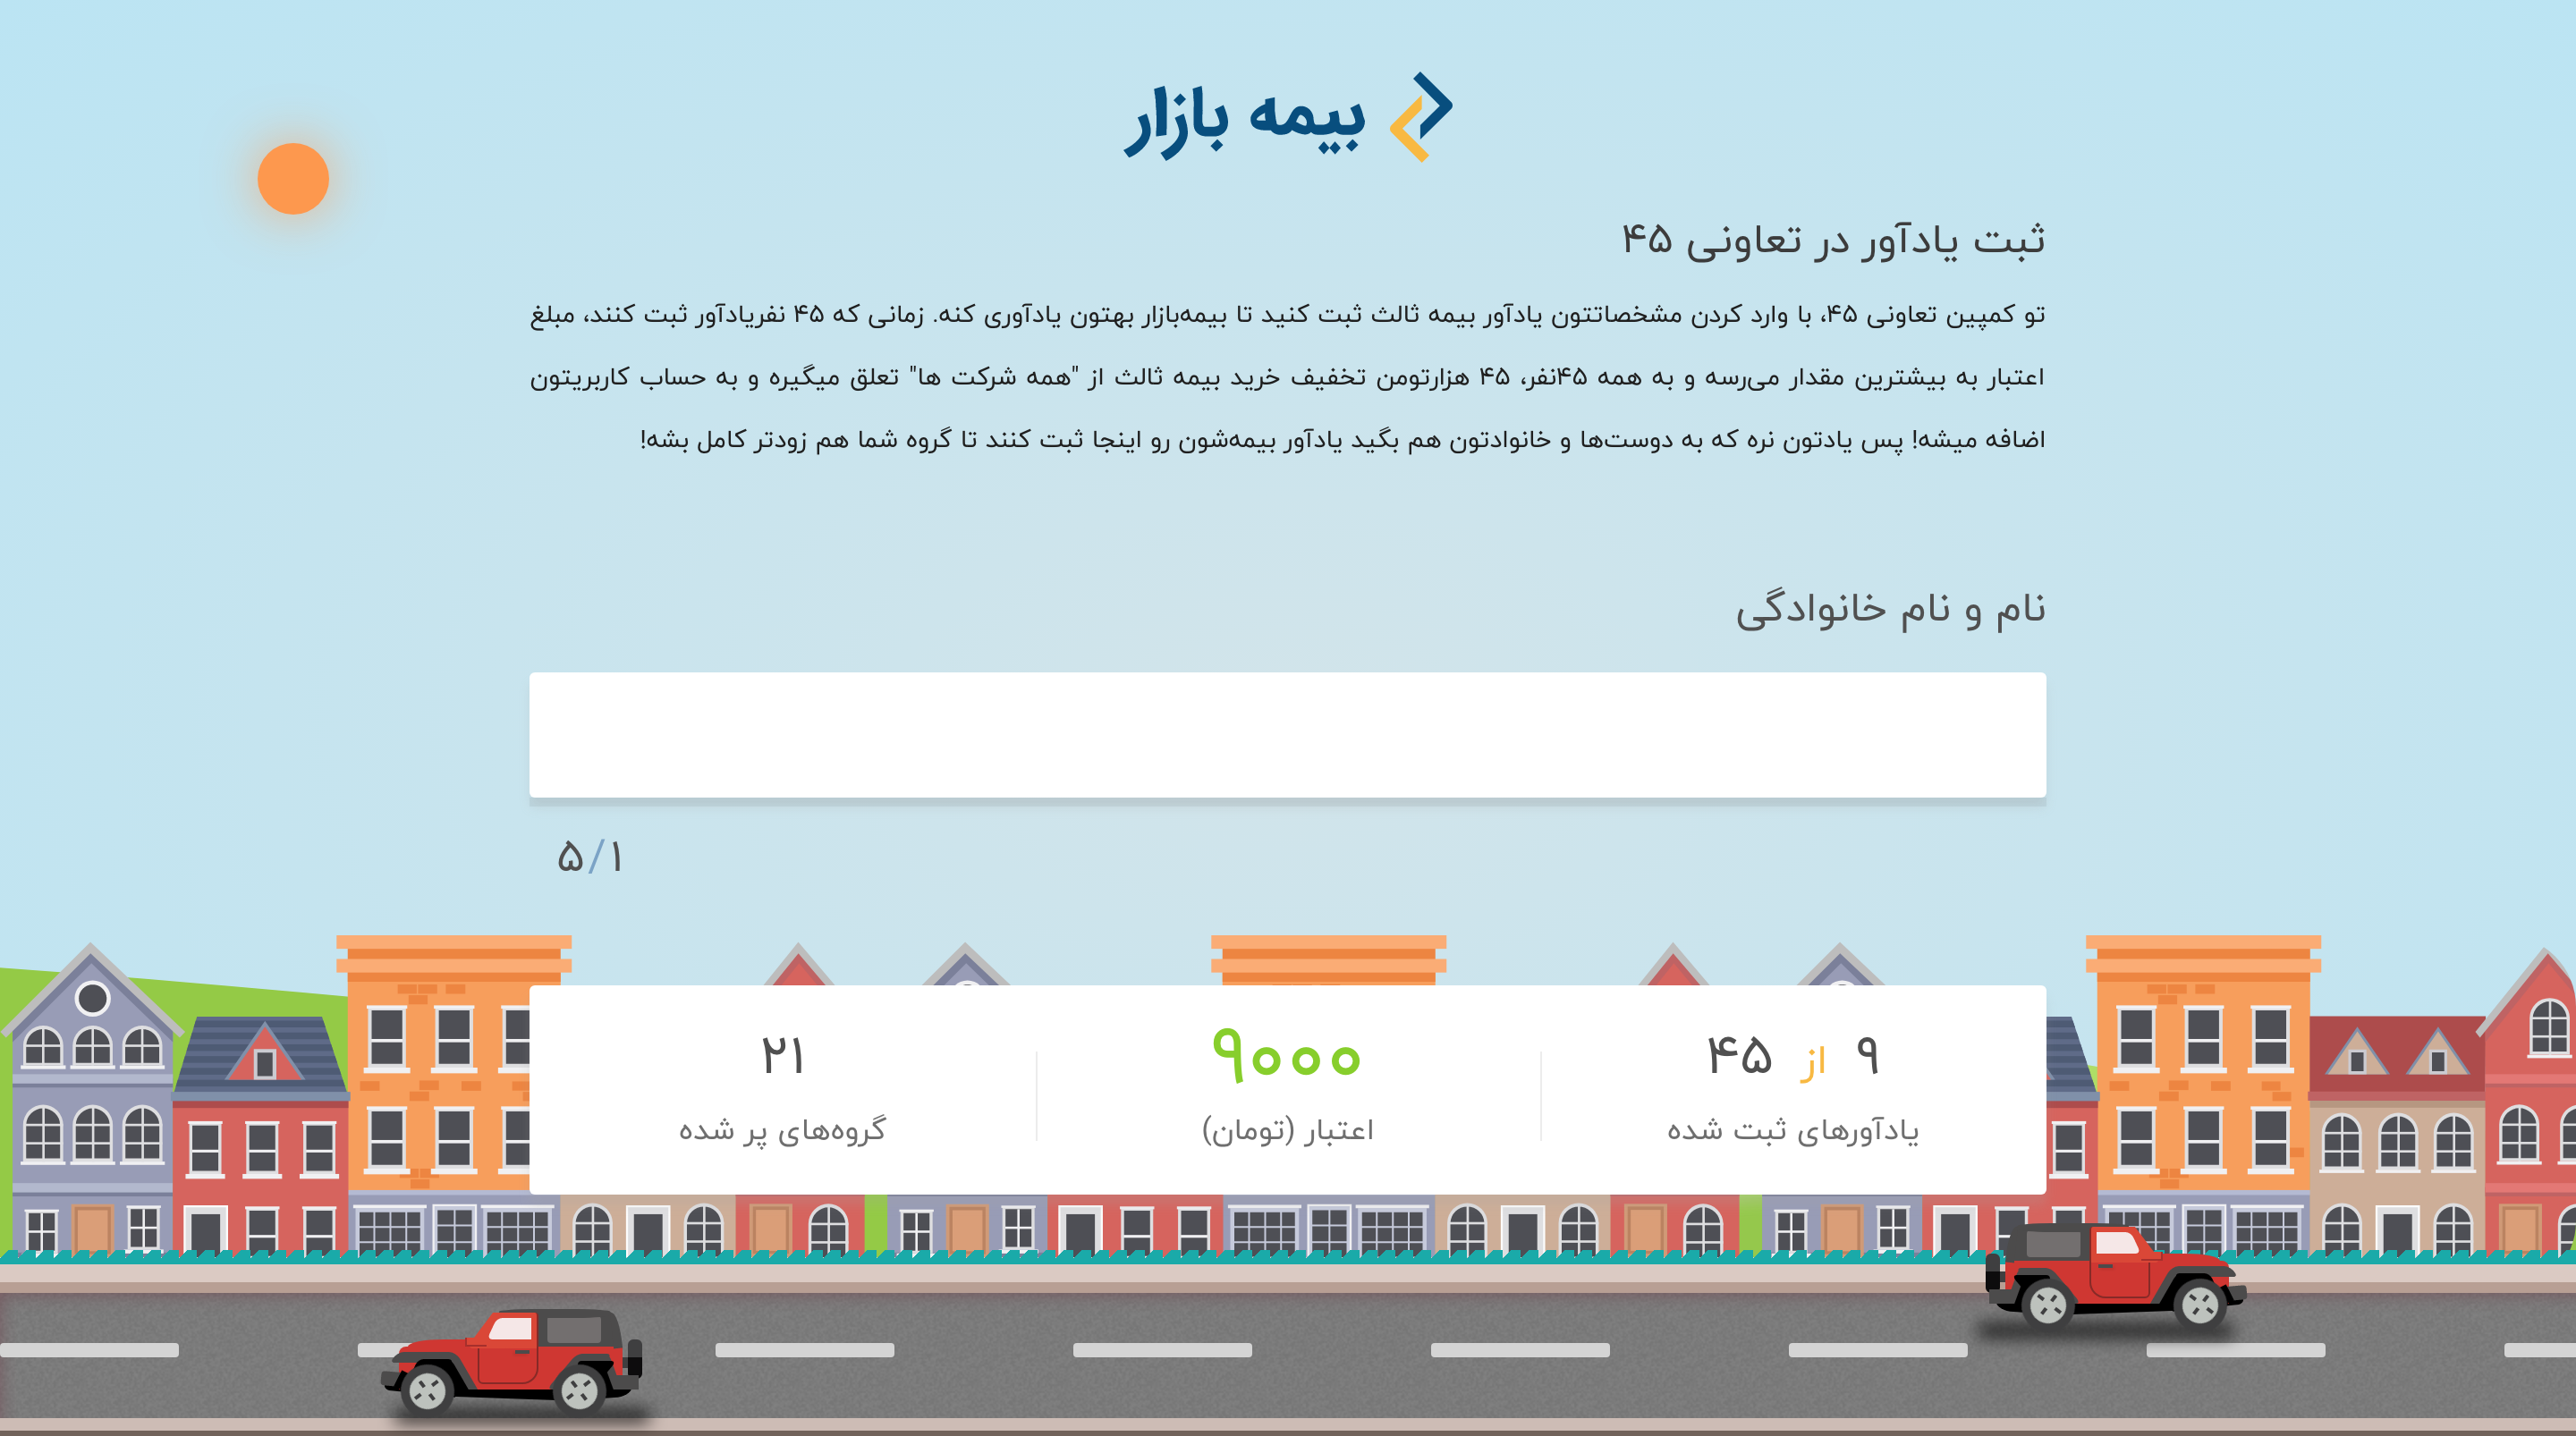 بیمه بازار
ثبت یادآور در تعاونی ۴۵
تو کمپین تعاونی ۴۵، با وارد کردن مشخصاتتون یادآور بیمه ثالث ثبت کنید تا بیمه‌بازار بهتون یادآوری کنه. زمانی که ۴۵ نفریادآور ثبت کنند، مبلغ
اعتبار به بیشترین مقدار می‌رسه و به همه ۴۵نفر، ۴۵ هزارتومن تخفیف خرید بیمه ثالث از "همه شرکت ها" تعلق میگیره و به حساب کاربریتون
اضافه میشه! پس یادتون نره که به دوست‌ها و خانوادتون هم بگید یادآور بیمه‌شون رو اینجا ثبت کنند تا گروه شما هم زودتر کامل بشه!
نام و نام خانوادگی
۱/۵
۹ از ۴۵
یادآورهای ثبت شده
۹۰۰۰
اعتبار (تومان)
۲۱
گروه‌های پر شده